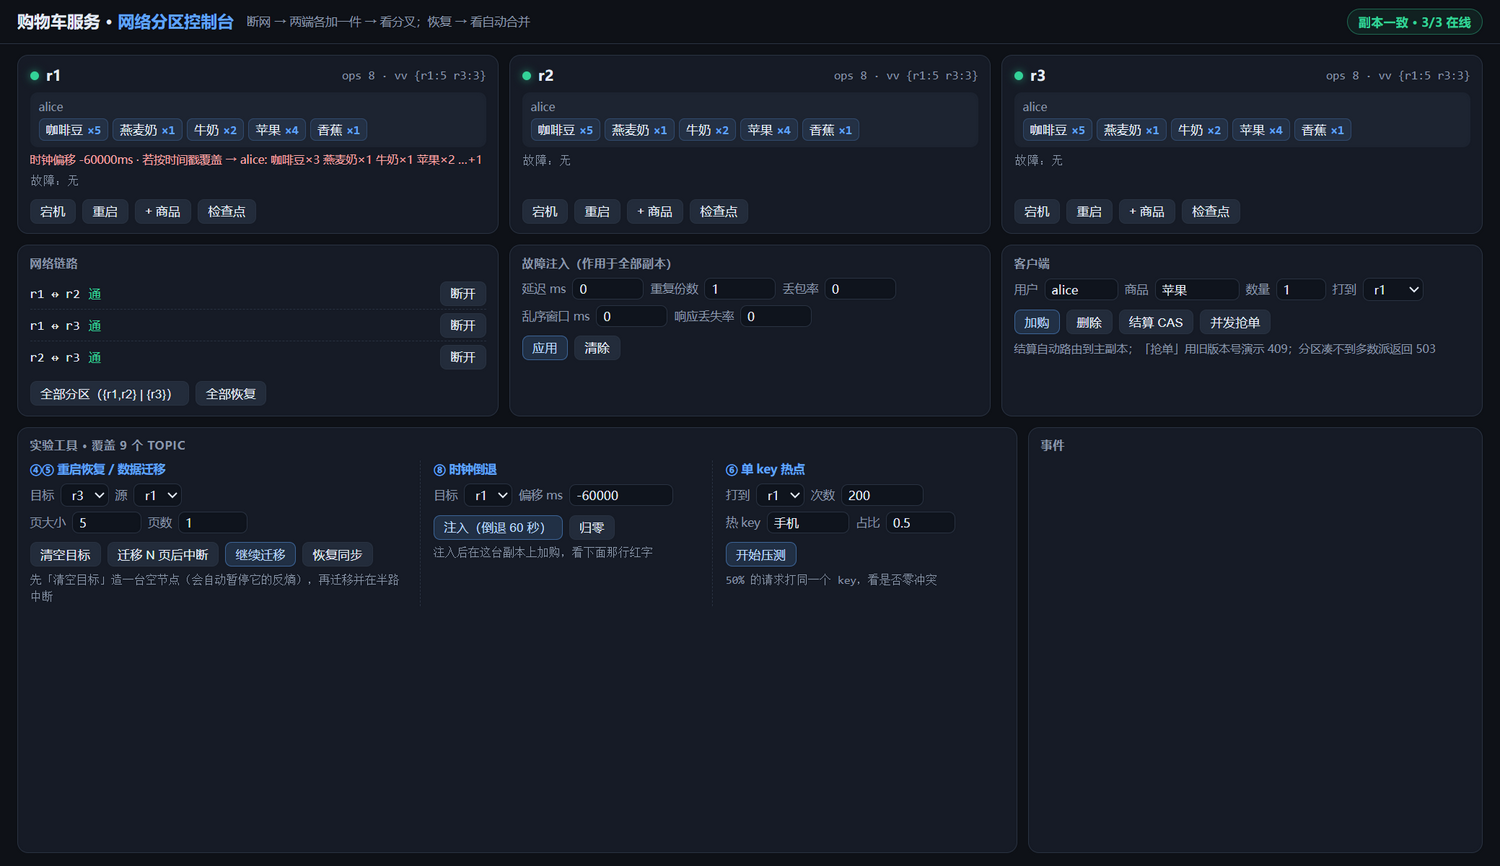 购物车服务 • 网络分区控制台 断网 → 两端各加一件 → 看分叉；恢复 → 看自动合并 副本一致 • 3/3 在线
r1 ops 8 · vv {r1:5 r3:3}
alice
咖啡豆 ×5 燕麦奶 ×1 牛奶 ×2 苹果 ×4 香蕉 ×1
时钟偏移 -60000ms · 若按时间戳覆盖 → alice: 咖啡豆×3 燕麦奶×1 牛奶×1 苹果×2 ...+1
故障：无
宕机 重启 + 商品 检查点
r2 ops 8 · vv {r1:5 r3:3}
alice
咖啡豆 ×5 燕麦奶 ×1 牛奶 ×2 苹果 ×4 香蕉 ×1
故障：无
宕机 重启 + 商品 检查点
r3 ops 8 · vv {r1:5 r3:3}
alice
咖啡豆 ×5 燕麦奶 ×1 牛奶 ×2 苹果 ×4 香蕉 ×1
故障：无
宕机 重启 + 商品 检查点
网络链路
r1 ↔ r2 通 断开
r1 ↔ r3 通 断开
r2 ↔ r3 通 断开
全部分区（{r1,r2} | {r3}） 全部恢复
故障注入（作用于全部副本）
延迟 ms 0 重复份数 1 丢包率 0
乱序窗口 ms 0 响应丢失率 0
应用 清除
客户端
用户 alice 商品 苹果 数量 1 打到 r1
加购 删除 结算 CAS 并发抢单
结算自动路由到主副本；「抢单」用旧版本号演示 409；分区凑不到多数派返回 503
实验工具 • 覆盖 9 个 TOPIC
④⑤ 重启恢复 / 数据迁移
目标 r3 源 r1
页大小 5 页数 1
清空目标 迁移 N 页后中断 继续迁移 恢复同步
先「清空目标」造一台空节点（会自动暂停它的反熵），再迁移并在半路
中断
⑧ 时钟倒退
目标 r1 偏移 ms -60000
注入（倒退 60 秒） 归零
注入后在这台副本上加购，看下面那行红字
⑥ 单 key 热点
打到 r1 次数 200
热 key 手机 占比 0.5
开始压测
50% 的请求打同一个 key，看是否零冲突
事件